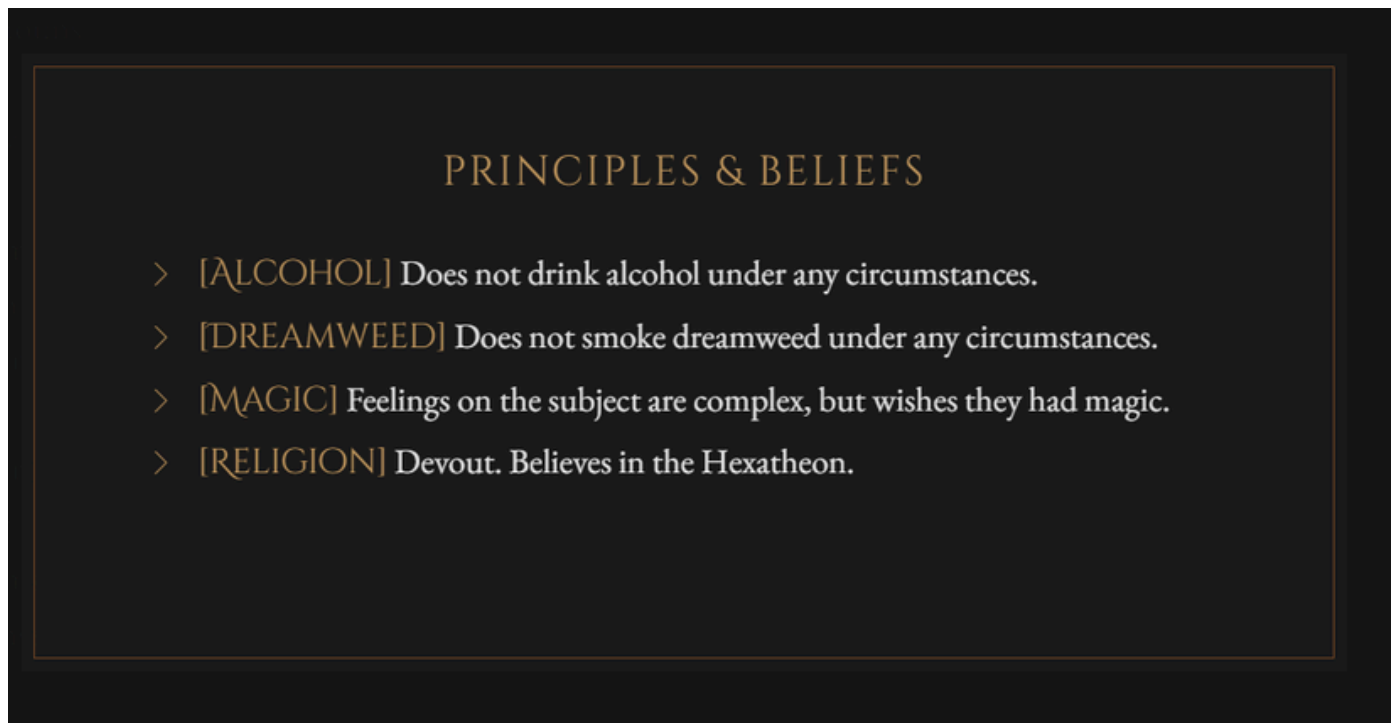 PRINCIPLES & BELIEFS
[ALCOHOL] Does not drink alcohol under any circumstances.
[DREAMWEED] Does not smoke dreamweed under any circumstances.
[MAGIC] Feelings on the subject are complex, but wishes they had magic.
[RELIGION] Devout. Believes in the Hexatheon.